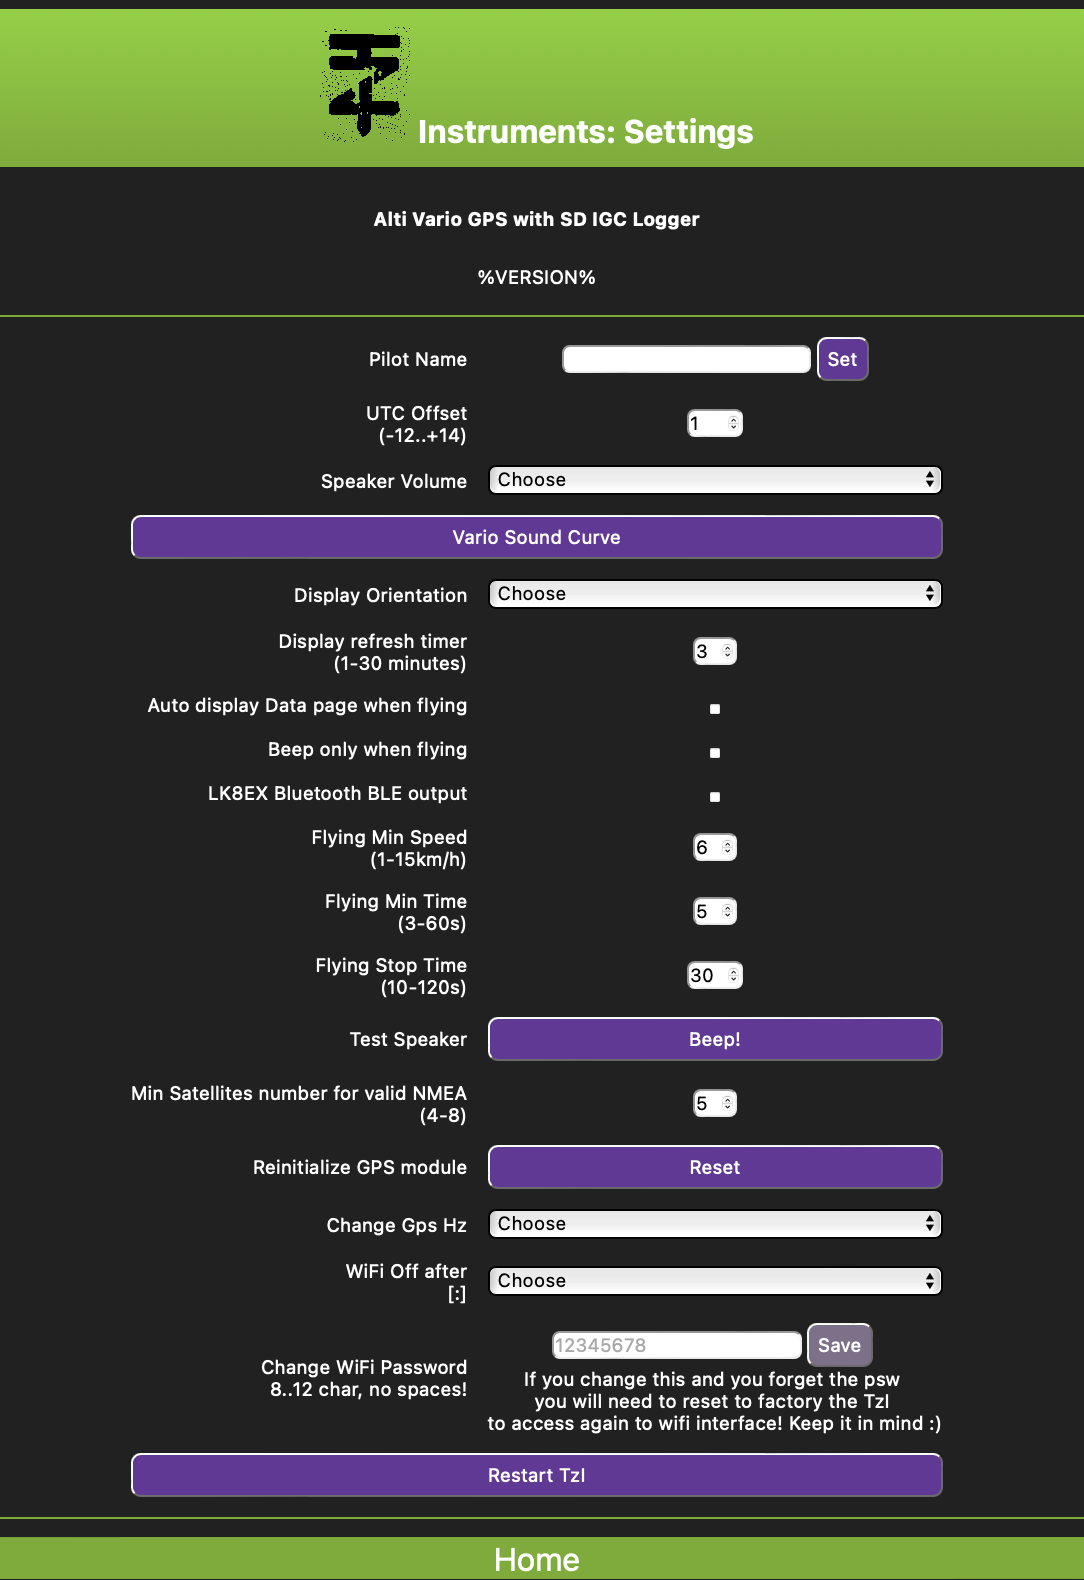 Instruments: Settings
Alti Vario GPS with SD IGC Logger
%VERSION%
Pilot Name
Set
UTC Offset
(-12..+14)
1
Speaker Volume
Choose
Vario Sound Curve
Display Orientation
Choose
Display refresh timer
(1-30 minutes)
3
Auto display Data page when flying
Beep only when flying
LK8EX Bluetooth BLE output
Flying Min Speed
(1-15km/h)
6
Flying Min Time
(3-60s)
5
Flying Stop Time
(10-120s)
30
Test Speaker
Beep!
Min Satellites number for valid NMEA
(4-8)
5
Reinitialize GPS module
Reset
Change Gps Hz
Choose
WiFi Off after
[:]
Choose
Change WiFi Password
8..12 char, no spaces!
12345678
Save
If you change this and you forget the psw
you will need to reset to factory the Tzl
to access again to wifi interface! Keep it in mind :)
Restart Tzl
Home